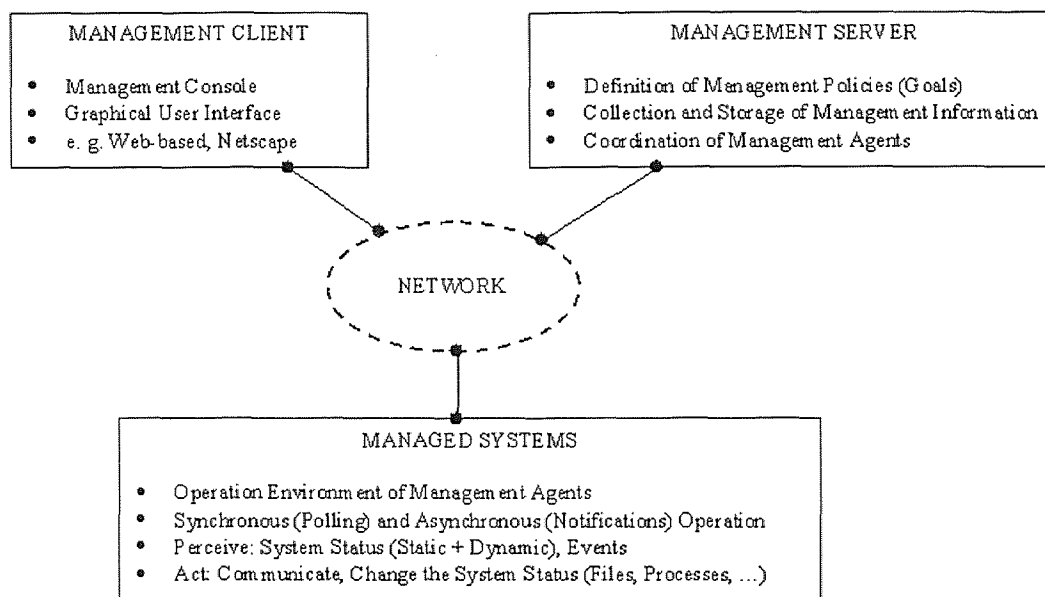 MANAGEMENT CLIENT
• Management Console
• Graphical User Interface
• e. g. Web-based, Netscape
MANAGEMENT SERVER
• Definition of Management Policies (Goals)
• Collection and Storage of Management Information
• Coordination of Management Agents
NETWORK
MANAGED SYSTEMS
• Operation Environment of Management Agents
• Synchronous (Polling) and Asynchronous (Notifications) Operation
• Perceive: System Status (Static + Dynamic), Events
• Act: Communicate, Change the System Status (Files, Processes, ...)